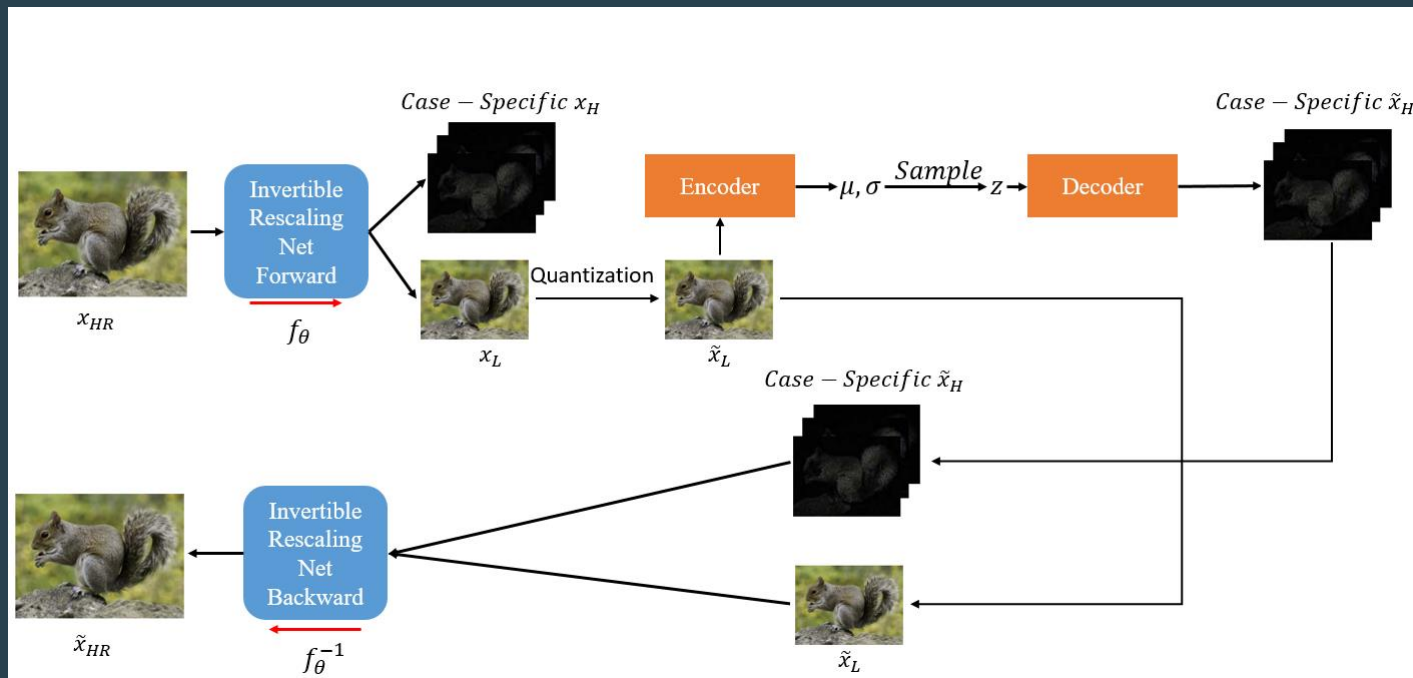 Case − Specific x_H
Case − Specific x̃_H
Invertible
Rescaling
Net
Forward
Encoder
μ, σ
Sample
z
Decoder
Quantization
x_HR
f_θ
x_L
x̃_L
Case − Specific x̃_H
Invertible
Rescaling
Net
Backward
x̃_HR
f_θ^{-1}
x̃_L